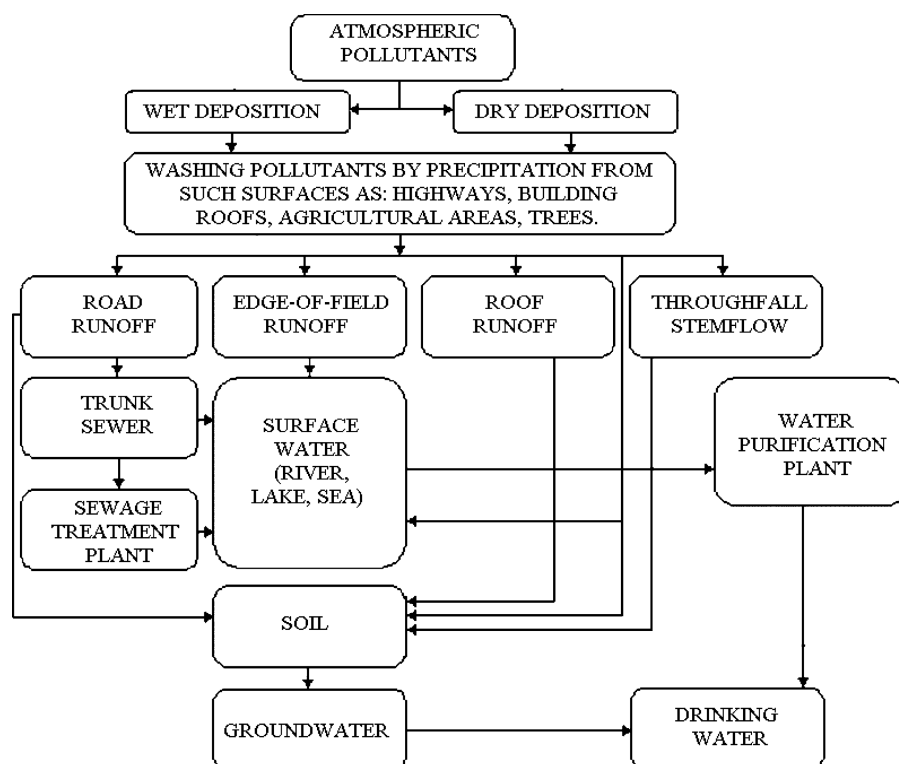 ATMOSPHERIC
POLLUTANTS
WET DEPOSITION
DRY DEPOSITION
WASHING POLLUTANTS BY PRECIPITATION FROM
SUCH SURFACES AS: HIGHWAYS, BUILDING
ROOFS, AGRICULTURAL AREAS, TREES.
ROAD
RUNOFF
EDGE-OF-FIELD
RUNOFF
ROOF
RUNOFF
THROUGHFALL
STEMFLOW
TRUNK
SEWER
SURFACE
WATER
(RIVER,
LAKE, SEA)
WATER
PURIFICATION
PLANT
SEWAGE
TREATMENT
PLANT
SOIL
GROUNDWATER
DRINKING
WATER